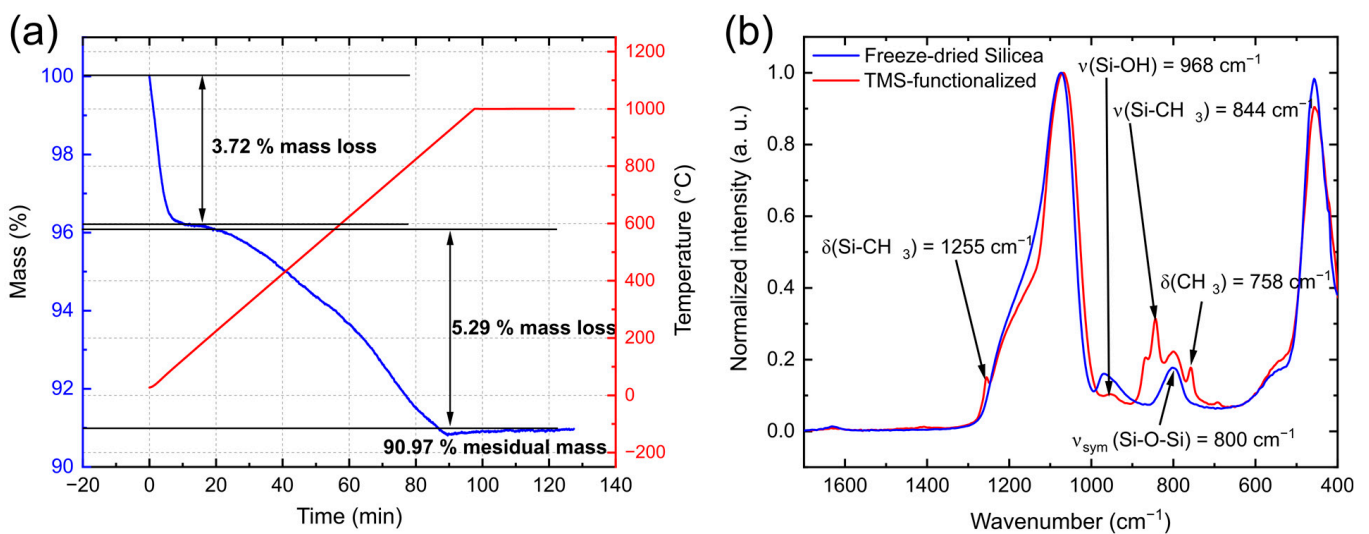 (a)
100
98
96
94
92
90
Mass (%)
−20
0
20
40
60
80
100
120
140
Time (min)
1200
1000
800
600
400
200
0
−200
Temperature (°C)
3.72 % mass loss
5.29 % mass loss
90.97 % mesidual mass
(b)
Freeze-dried Silicea
TMS-functionalized
ν(Si-OH) = 968 cm⁻¹
ν(Si-CH ₃) = 844 cm⁻¹
δ(Si-CH ₃) = 1255 cm⁻¹
δ(CH ₃) = 758 cm⁻¹
νsym (Si-O-Si) = 800 cm⁻¹
1.0
0.8
0.6
0.4
0.2
0.0
Normalized intensity (a. u.)
1600
1400
1200
1000
800
600
400
Wavenumber (cm⁻¹)